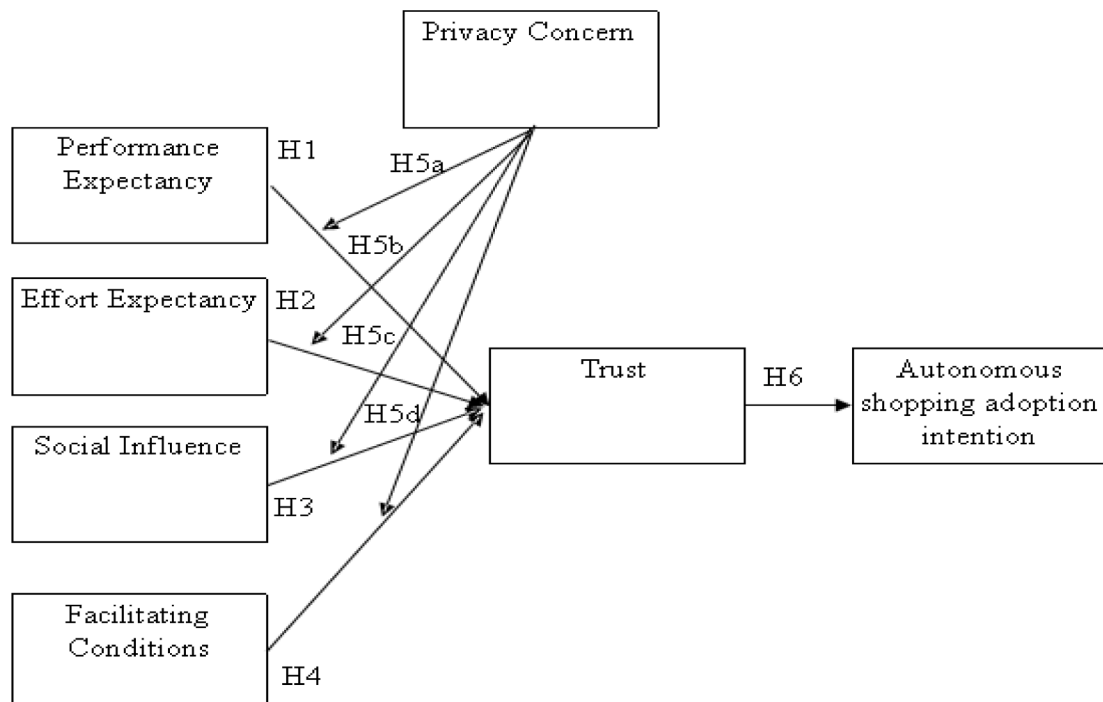 Privacy Concern
Performance
Expectancy
H1
H5a
H5b
Effort Expectancy
H2
H5c
Trust
H6
Autonomous
shopping adoption
intention
H5d
Social Influence
H3
Facilitating
Conditions
H4